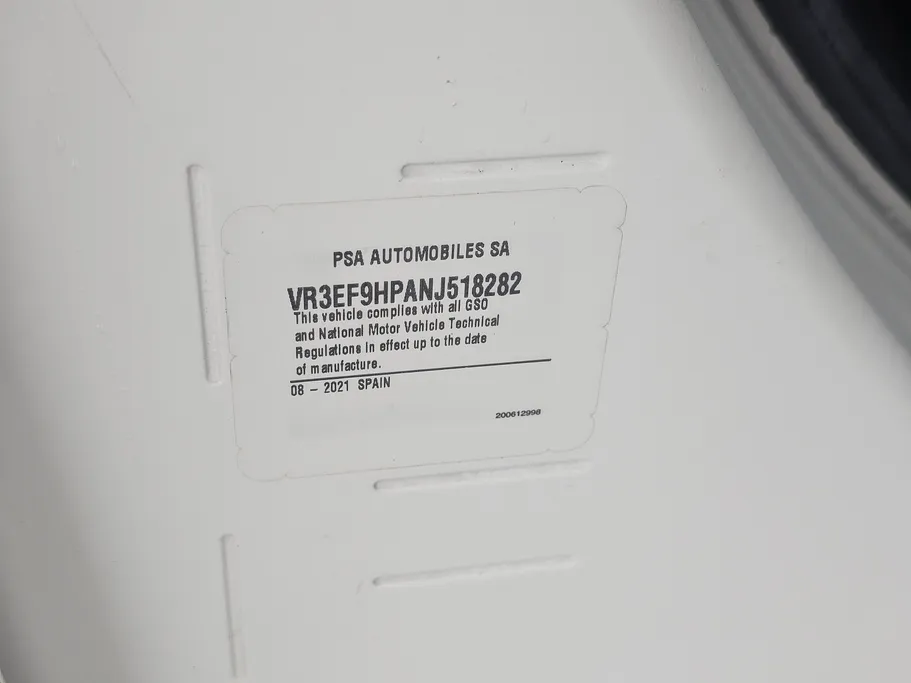 PSA AUTOMOBILES SA
VR3EF9HPANJ518282
This vehicle complies with all GSO
and National Motor Vehicle Technical
Regulations in effect up to the date
of manufacture.
08 – 2021 SPAIN
200612998